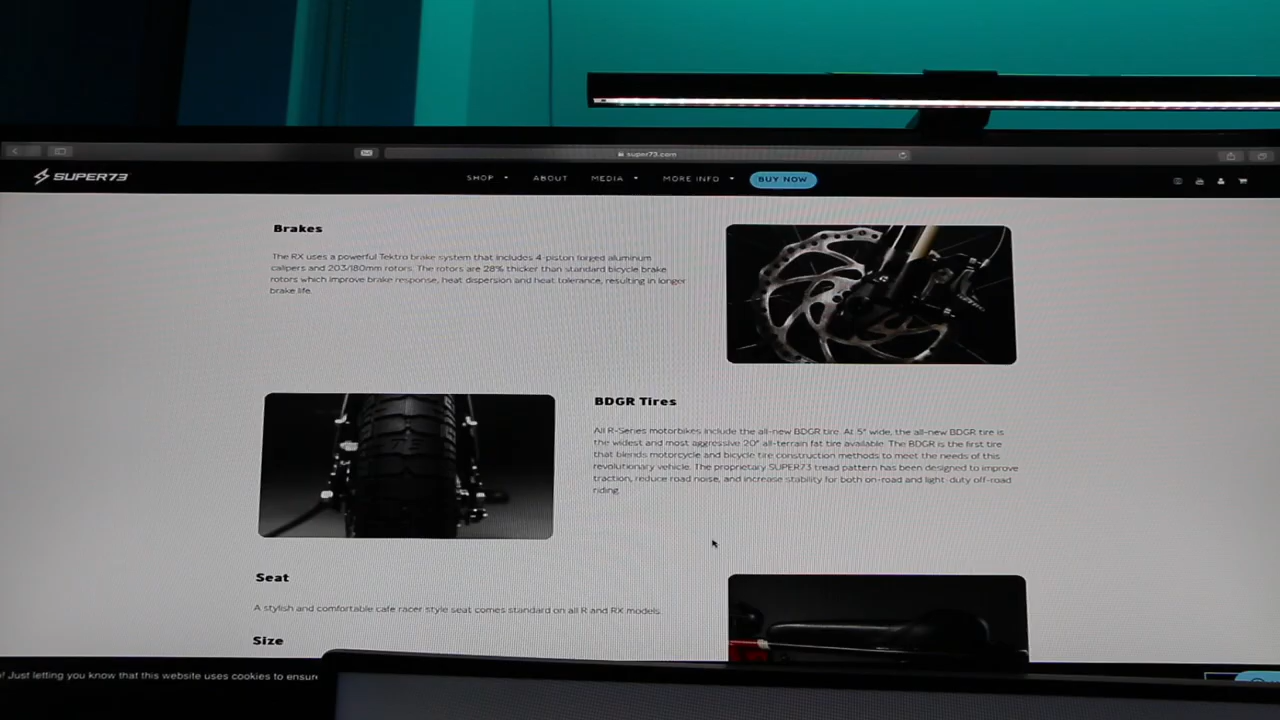 super73.com
SUPER73
SHOP
ABOUT
MEDIA
MORE INFO
BUY NOW
Brakes
The RX uses a powerful Tektro brake system that includes 4-piston forged aluminum
calipers and 203/180mm rotors. The rotors are 28% thicker than standard bicycle brake
rotors which improve brake response, heat dispersion and heat tolerance, resulting in longer
brake life.
BDGR Tires
All R-Series motorbikes include the all-new BDGR tire. At 5" wide, the all-new BDGR tire is
the widest and most aggressive 20" all-terrain fat tire available. The BDGR is the first tire
that blends motorcycle and bicycle tire construction methods to meet the needs of this
revolutionary vehicle. The proprietary SUPER73 tread pattern has been designed to improve
traction, reduce road noise, and increase stability for both on-road and light-duty off-road
riding.
Seat
A stylish and comfortable cafe racer style seat comes standard on all R and RX models.
Size
! Just letting you know that this website uses cookies to ensur